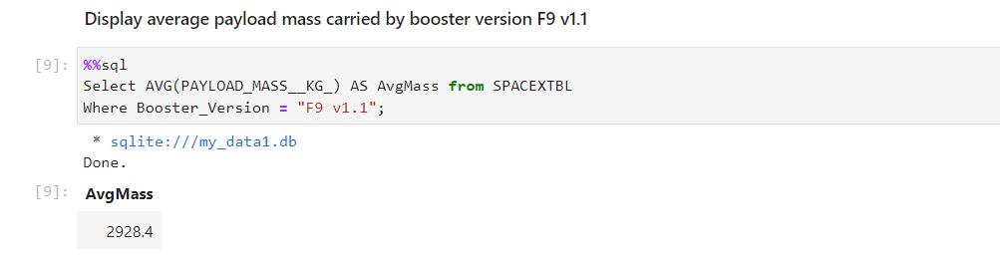 Display average payload mass carried by booster version F9 v1.1
[9]: %%sql
Select AVG(PAYLOAD_MASS__KG_) AS AvgMass from SPACEXTBL
Where Booster_Version = "F9 v1.1";
* sqlite:///my_data1.db
Done.
[9]: AvgMass
2928.4